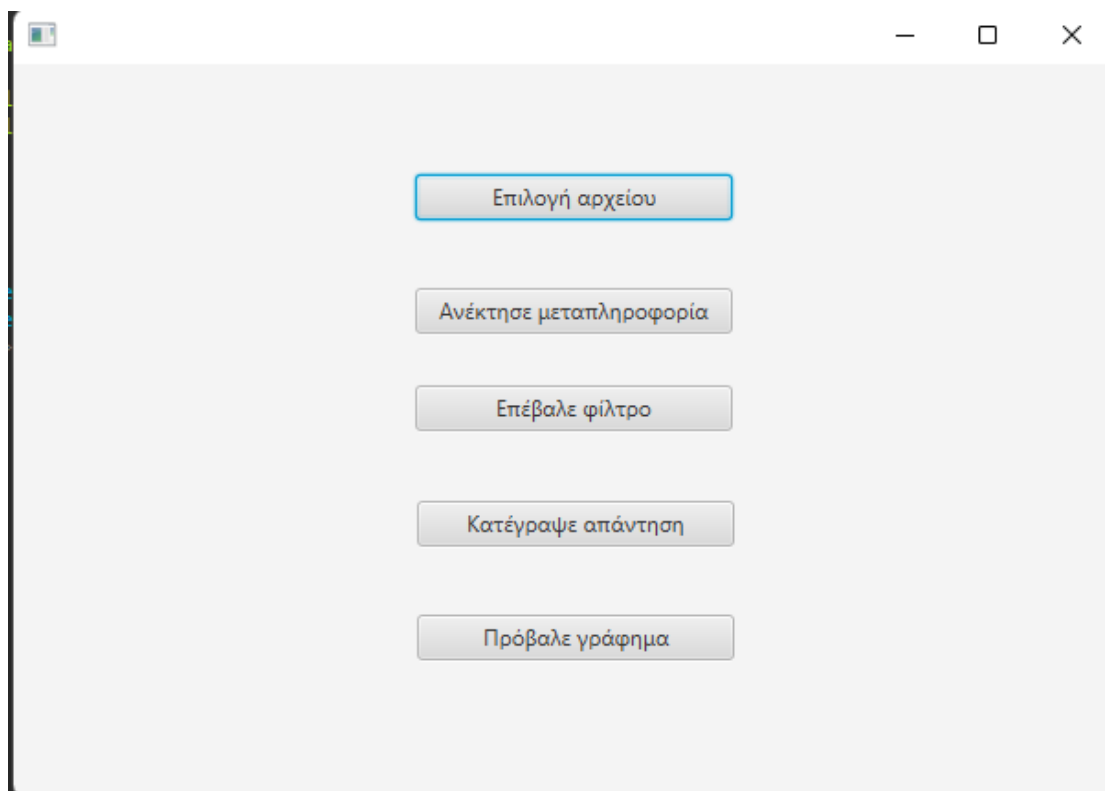 Επιλογή αρχείου
Ανέκτησε μεταπληροφορία
Επέβαλε φίλτρο
Κατέγραψε απάντηση
Πρόβαλε γράφημα